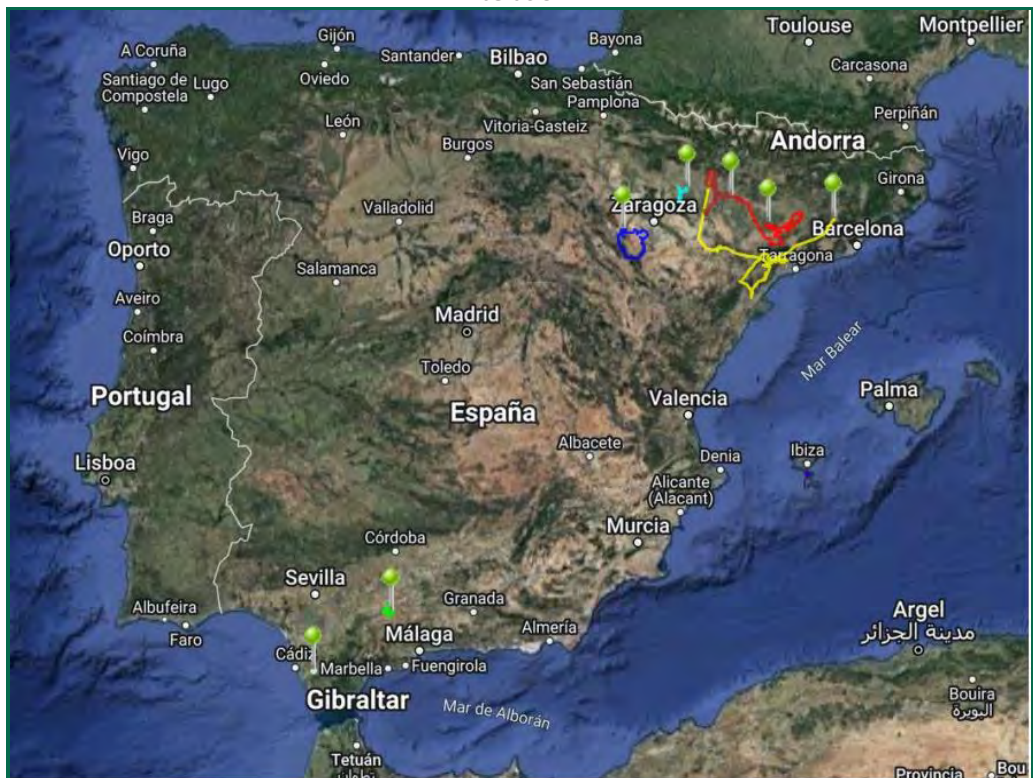 Toulouse
Montpellier
Gijón
Bayona
A Coruña
Santander
Bilbao
Carcasona
Oviedo
San Sebastián
Santiago de
Compostela
Lugo
Pamplona
Perpiñán
León
Vitoria-Gasteiz
Andorra
Burgos
Vigo
Girona
Valladolid
Zaragoza
Braga
Barcelona
Oporto
Tarragona
Salamanca
Aveiro
Madrid
Coímbra
Mar Balear
Toledo
Portugal
Palma
España
Valencia
Albacete
Ibiza
Denia
Lisboa
Alicante
(Alacant)
Murcia
Córdoba
Sevilla
Granada
Argel
مدينة الجزائر
Albufeira
Almería
Faro
Málaga
Cádiz
Marbella
Fuengirola
Gibraltar
Bouira
البويرة
Mar de Alborán
Tetuán
تطوان
Provincia
Bou